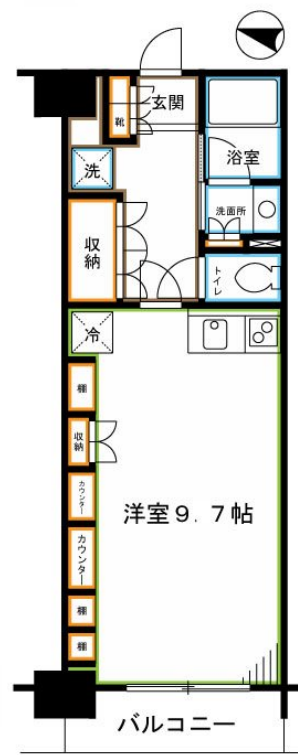 玄関
靴
浴室
洗
洗面所
収納
トイレ
冷
棚
収納
カウンター
洋室9.7帖
カウンター
棚
棚
バルコニー